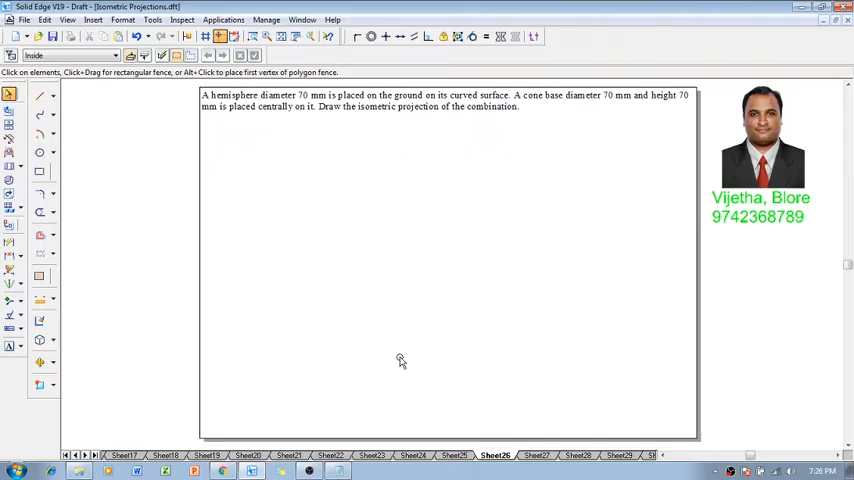 Solid Edge V19 - Draft - [Isometric Projections.dft]
File Edit View Insert Format Tools Inspect Applications Manage Window Help
Inside
Click on elements, Click+Drag for rectangular fence, or Alt+Click to place first vertex of polygon fence.
A hemisphere diameter 70 mm is placed on the ground on its curved surface. A cone base diameter 70 mm and height 70
mm is placed centrally on it. Draw the isometric projection of the combination.
Vijetha, Blore
9742368789
Sheet17 Sheet18 Sheet19 Sheet20 Sheet21 Sheet22 Sheet23 Sheet24 Sheet25 Sheet26 Sheet27 Sheet28 Sheet29 Sh
7:26 PM